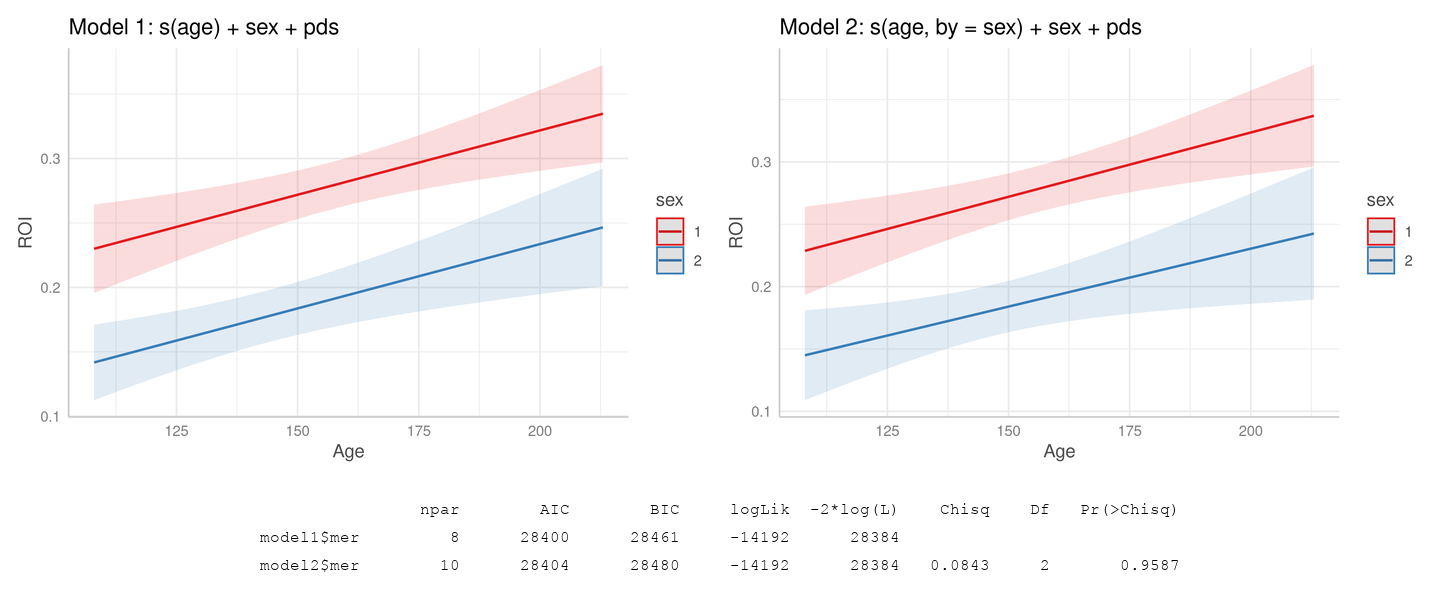 Model 1: s(age) + sex + pds
0.3
0.2
0.1
ROI
125 150 175 200
Age
sex
1
2
Model 2: s(age, by = sex) + sex + pds
0.3
0.2
0.1
ROI
125 150 175 200
Age
sex
1
2
npar AIC BIC logLik -2*log(L) Chisq Df Pr(>Chisq)
model1$mer 8 28400 28461 -14192 28384
model2$mer 10 28404 28480 -14192 28384 0.0843 2 0.9587